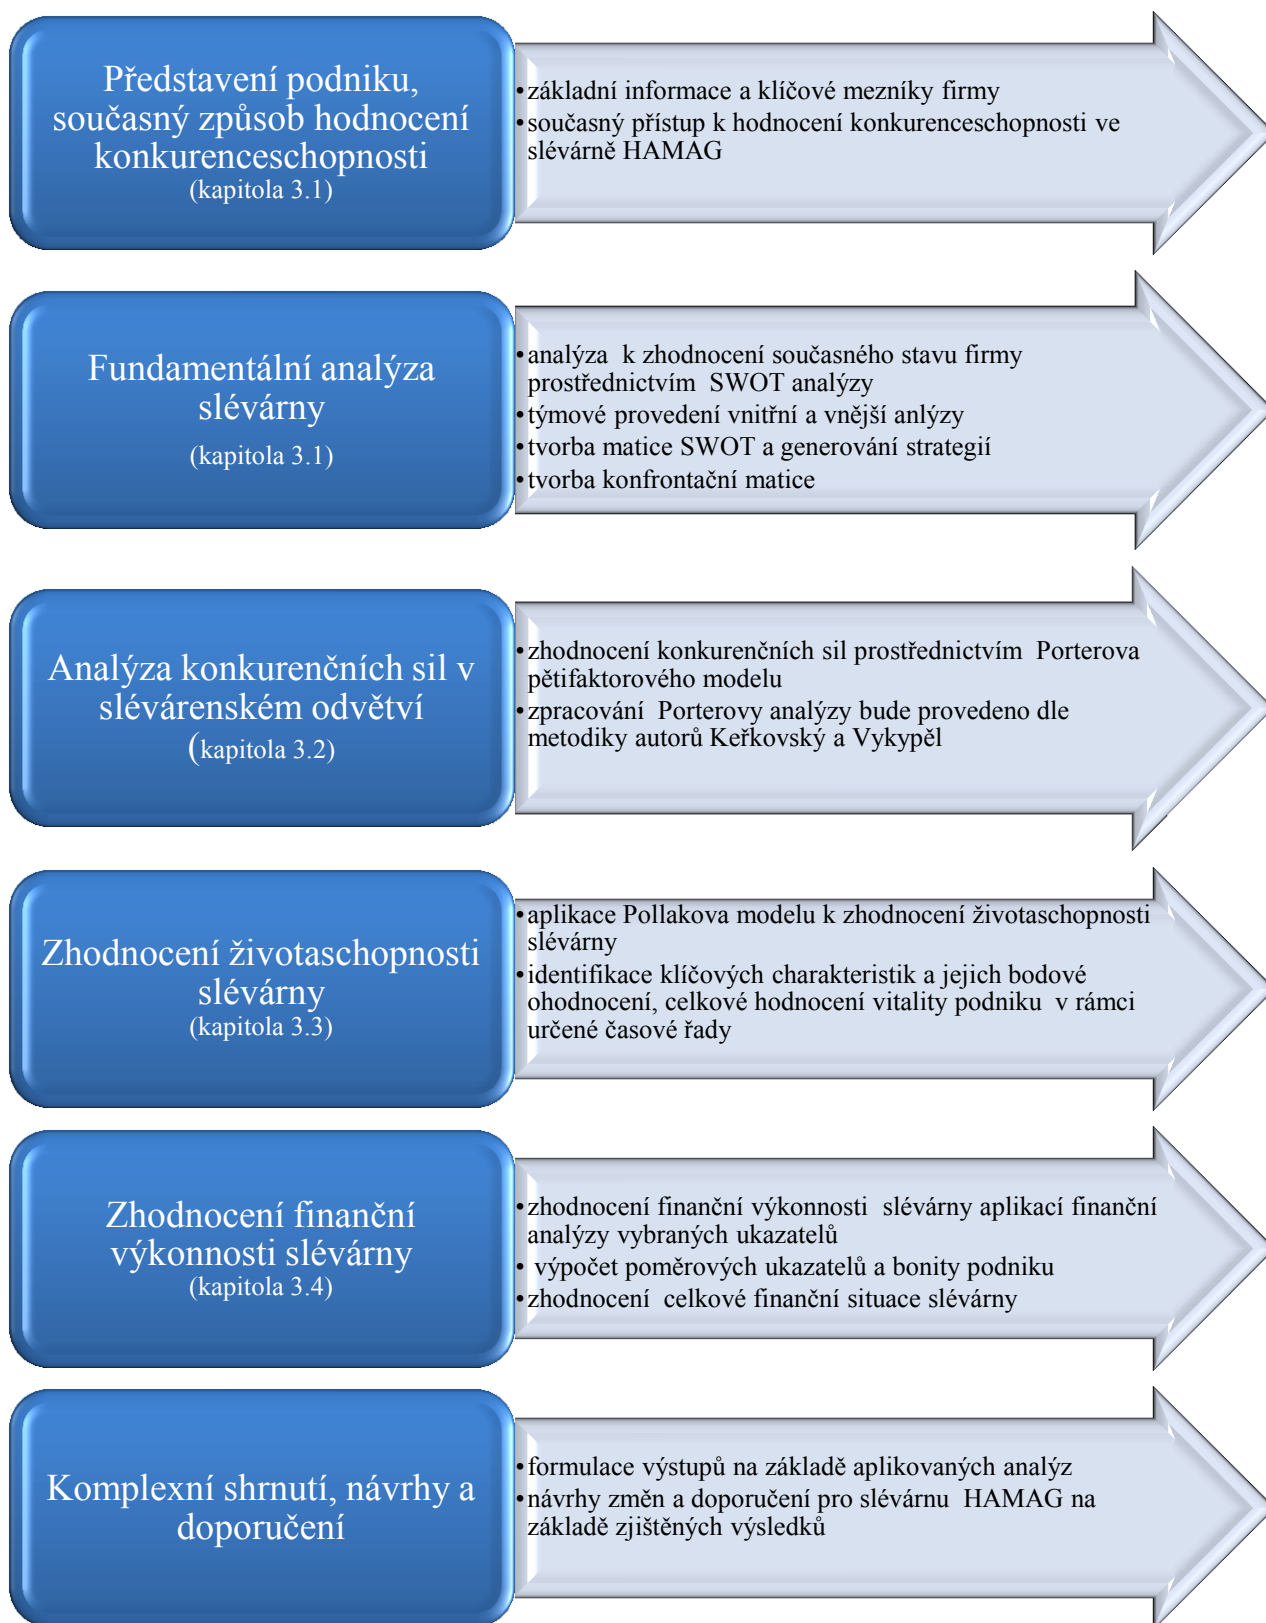 Představení podniku,
současný způsob hodnocení
konkurenceschopnosti
(kapitola 3.1)
•základní informace a klíčové mezníky firmy
•současný přístup k hodnocení konkurenceschopnosti ve
slévárně HAMAG
Fundamentální analýza
slévárny
(kapitola 3.1)
•analýza k zhodnocení současného stavu firmy
prostřednictvím SWOT analýzy
•týmové provedení vnitřní a vnější anlýzy
•tvorba matice SWOT a generování strategií
•tvorba konfrontační matice
Analýza konkurenčních sil v
slévárenském odvětví
(kapitola 3.2)
•zhodnocení konkurenčních sil prostřednictvím Porterova
pětifaktorového modelu
•zpracování Porterovy analýzy bude provedeno dle
metodiky autorů Keřkovský a Vykypěl
Zhodnocení životaschopnosti
slévárny
(kapitola 3.3)
•aplikace Pollakova modelu k zhodnocení životaschopnosti
slévárny
•identifikace klíčových charakteristik a jejich bodové
ohodnocení, celkové hodnocení vitality podniku v rámci
určené časové řady
Zhodnocení finanční
výkonnosti slévárny
(kapitola 3.4)
•zhodnocení finanční výkonnosti slévárny aplikací finanční
analýzy vybraných ukazatelů
• výpočet poměrových ukazatelů a bonity podniku
•zhodnocení celkové finanční situace slévárny
Komplexní shrnutí, návrhy a
doporučení
•formulace výstupů na základě aplikovaných analýz
•návrhy změn a doporučení pro slévárnu HAMAG na
základě zjištěných výsledků